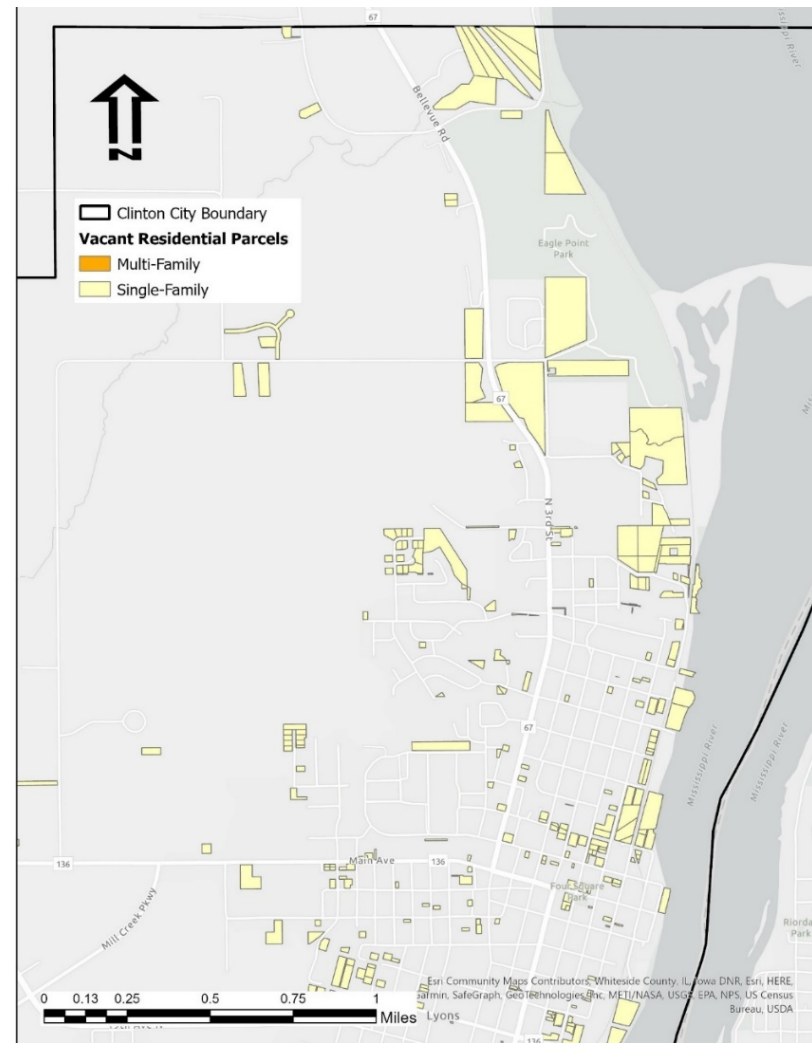 67
Mississippi River
Bellevue Rd
N
Clinton City Boundary
Vacant Residential Parcels
Multi-Family
Single-Family
Eagle Point
Park
67
N 3rd St
67
Mississippi River
Mississippi River
136
Main Ave
136
Mill Creek Pkwy
Four Square
Park
Park
Esri Community Maps Contributors, Whiteside County, IL, Iowa DNR, Esri, HERE,
Garmin, SafeGraph, GeoTechnologies, Inc, METI/NASA, USGS, EPA, NPS, US Census
Bureau, USDA
0 0.13 0.25 0.5 0.75 1
Miles
Lyons
136